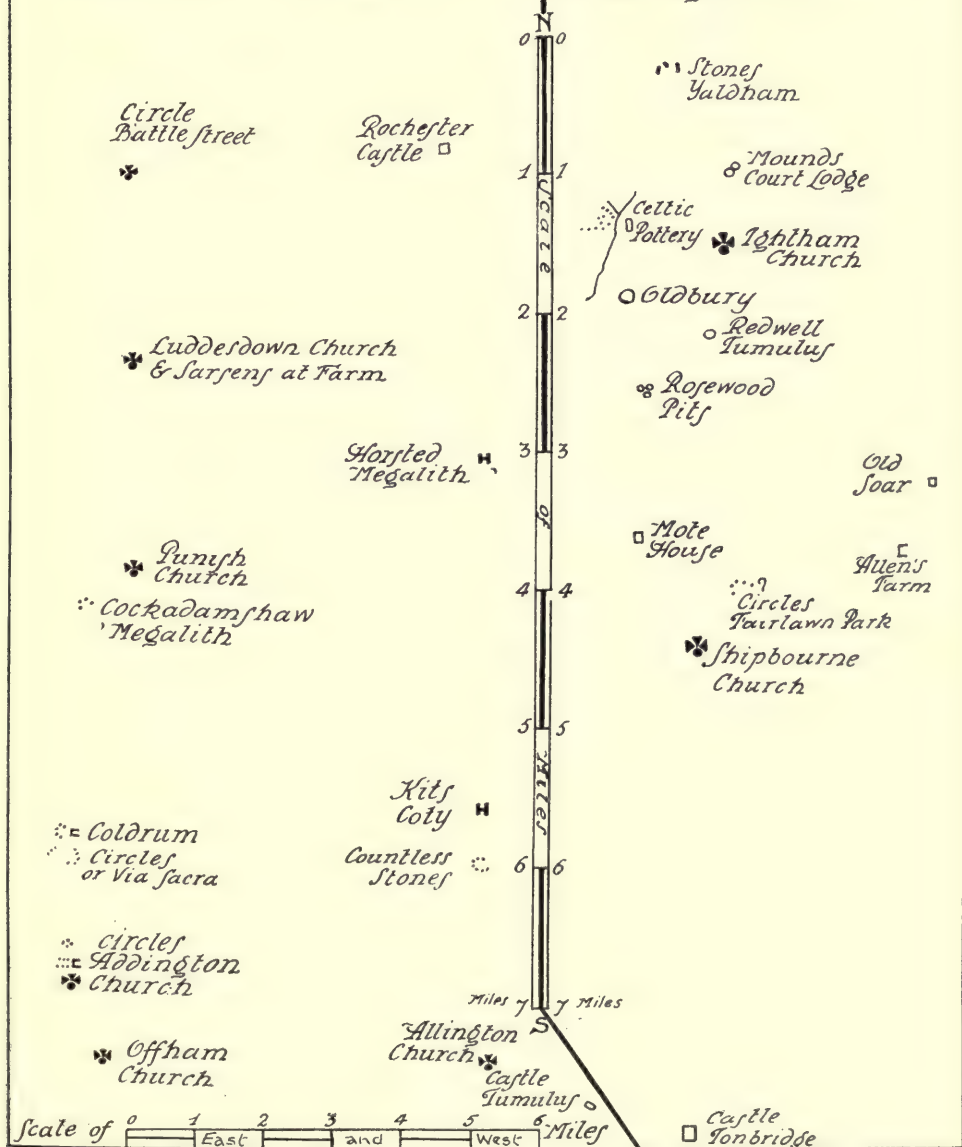 N
0 0
Stones
Yaldham
Circle
Battle street
Rochester
Castle
1 1
Mounds
Court Lodge
Celtic
Pottery
Ightham
Church
Oldbury
2 2
Redwell
Tumulus
Luddesdown Church
& Sarsens at Farm
Rosewood
Pits
Horsted
Megalith
3 3
Old
Soar
Mote
House
Punish
Church
Allen's
Farm
4 4
Cockadamshaw
Megalith
Circles
Fairlawn Park
Shipbourne
Church
5 5
Scale of Miles
Kits
Coty
Coldrum
Circles
or Via Sacra
Countless
Stones
6 6
circles
Addington
Church
Miles 7 7 Miles
S
Offham
Church
Allington
Church
Castle
Tumulus
0 1 2 3 4 5 6
Scale of East and West Miles
Castle
Tonbridge